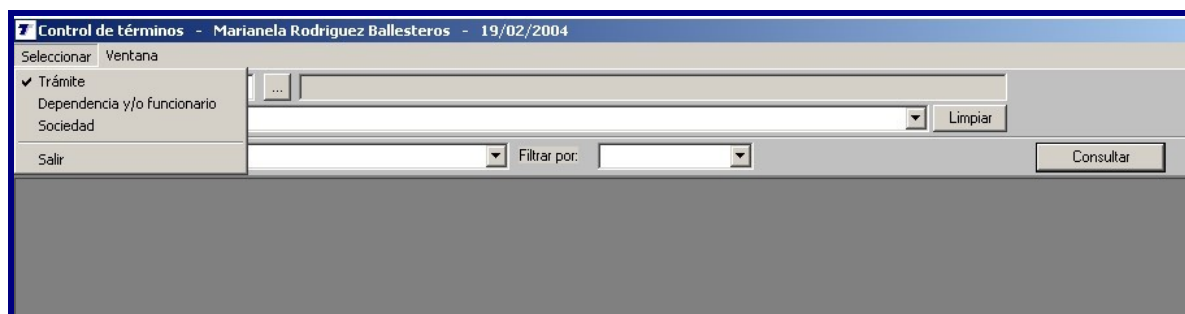 Control de términos - Marianela Rodriguez Ballesteros - 19/02/2004
Seleccionar Ventana
Trámite
...
Dependencia y/o funcionario
Sociedad
Limpiar
Salir
Filtrar por:
Consultar